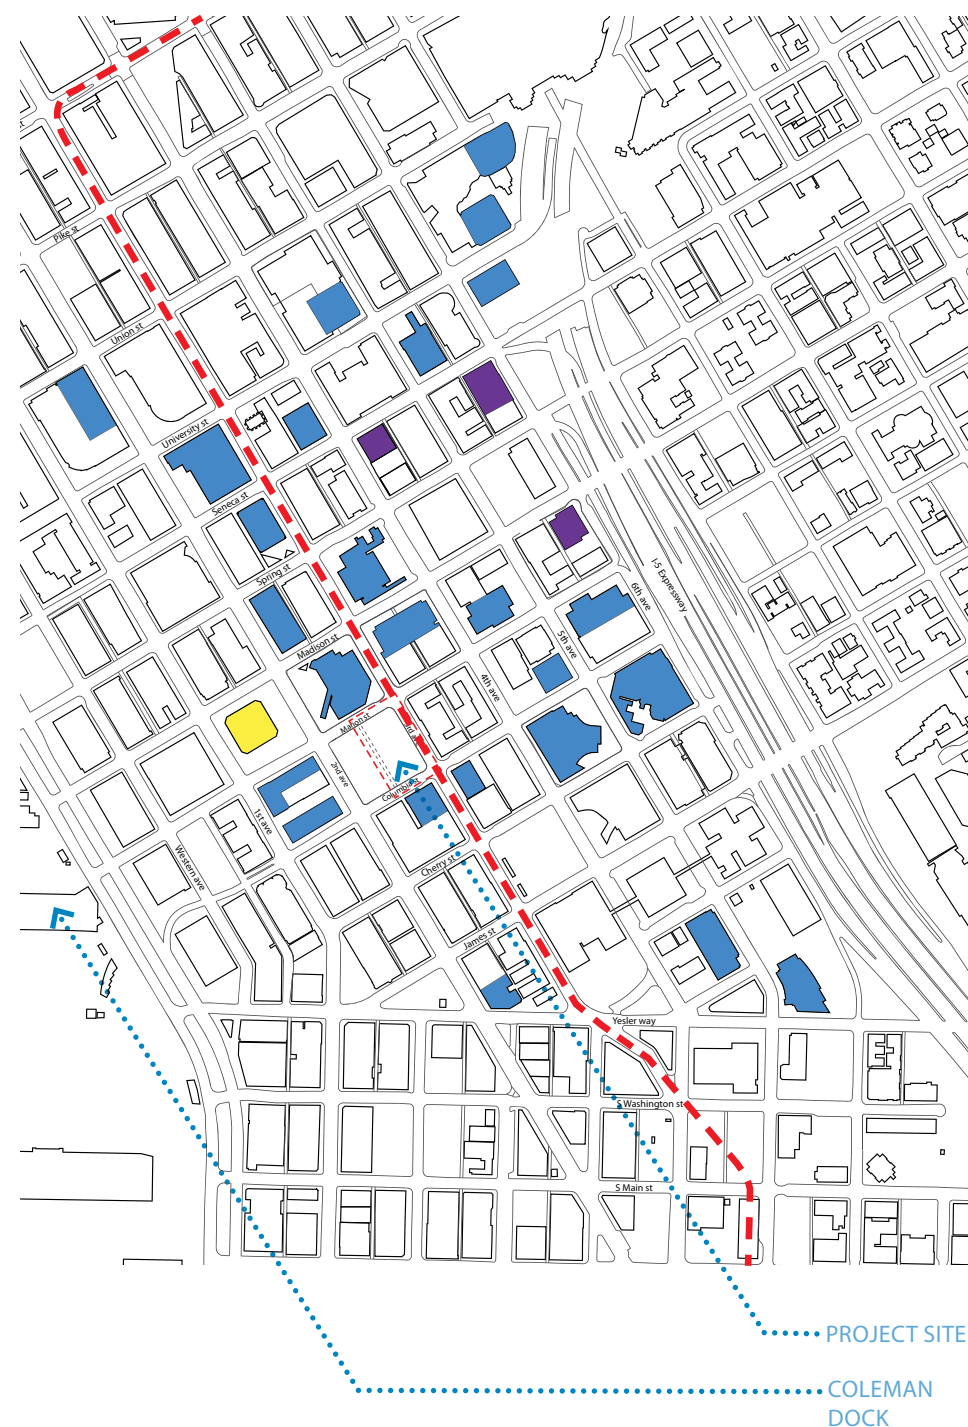 Pike st
Union st
University st
Seneca st
Spring st
Madison st
Marion st
3rd ave
Columbia st
2nd ave
1st ave
Western ave
Cherry st
James st
4th ave
5th ave
6th ave
I-5 Expressway
Yesler way
S Washington st
S Main st
PROJECT SITE
COLEMAN
DOCK